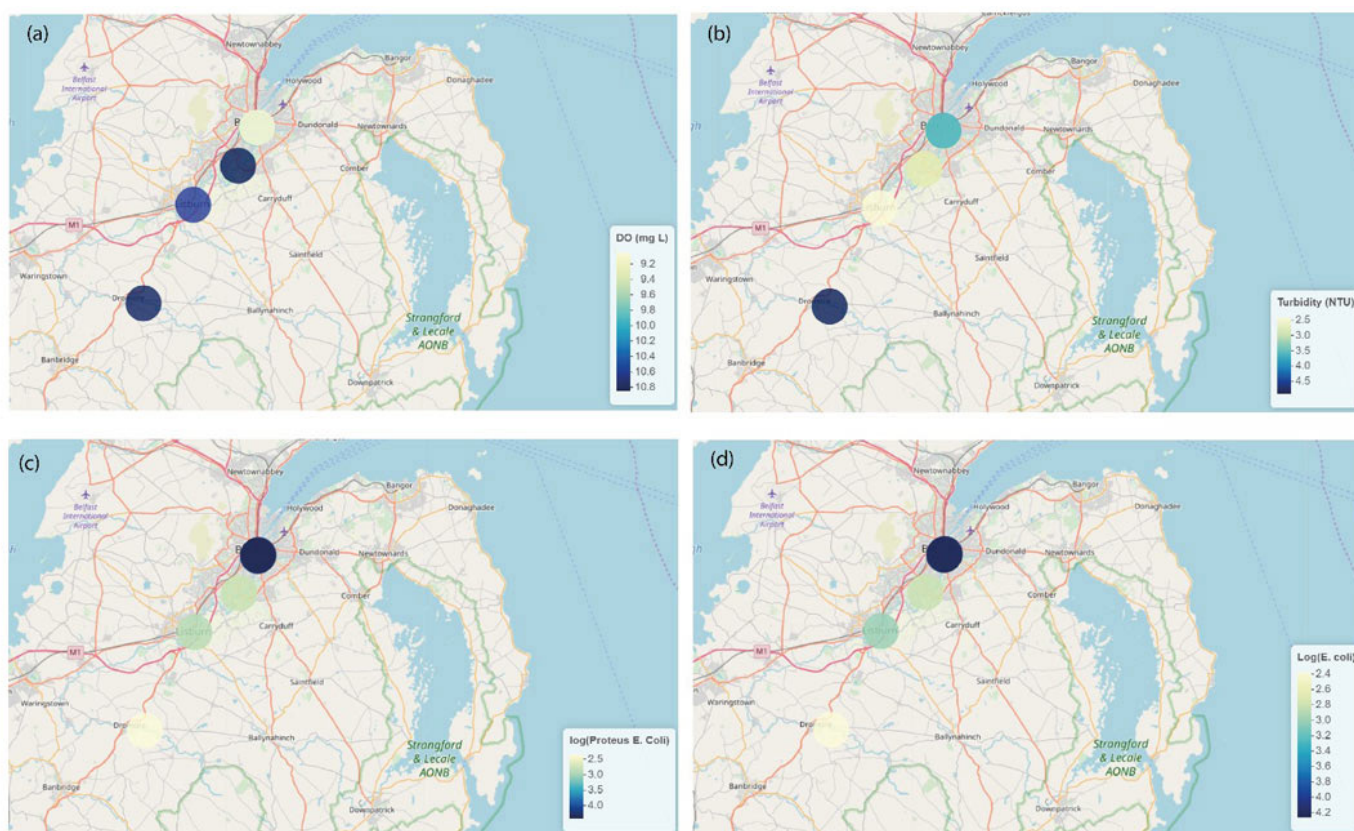 (a)
Newtownabbey
Bangor
Belfast
International
Airport
Holywood
Donaghadee
Dundonald
Newtownards
Comber
Lisburn
Carryduff
M1
Saintfield
Waringstown
Ballynahinch
Strangford
& Lecale
AONB
Banbridge
Downpatrick
DO (mg L)
9.2
9.4
9.6
9.8
10.0
10.2
10.4
10.6
10.8
(b)
Newtownabbey
Bangor
Belfast
International
Airport
Holywood
Donaghadee
Dundonald
Newtownards
Comber
Carryduff
M1
Saintfield
Waringstown
Ballynahinch
Strangford
& Lecale
AONB
Banbridge
Downpatrick
Turbidity (NTU)
2.5
3.0
3.5
4.0
4.5
(c)
Newtownabbey
Bangor
Belfast
International
Airport
Holywood
Donaghadee
Dundonald
Newtownards
Comber
Lisburn
Carryduff
M1
Saintfield
Waringstown
Ballynahinch
Strangford
& Lecale
AONB
Banbridge
Downpatrick
log(Proteus E. Coli)
2.5
3.0
3.5
4.0
(d)
Newtownabbey
Bangor
Belfast
International
Airport
Holywood
Donaghadee
Dundonald
Newtownards
Comber
Lisburn
Carryduff
M1
Saintfield
Waringstown
Ballynahinch
Strangford
& Lecale
AONB
Banbridge
Downpatrick
Log(E. coli)
2.4
2.6
2.8
3.0
3.2
3.4
3.6
3.8
4.0
4.2